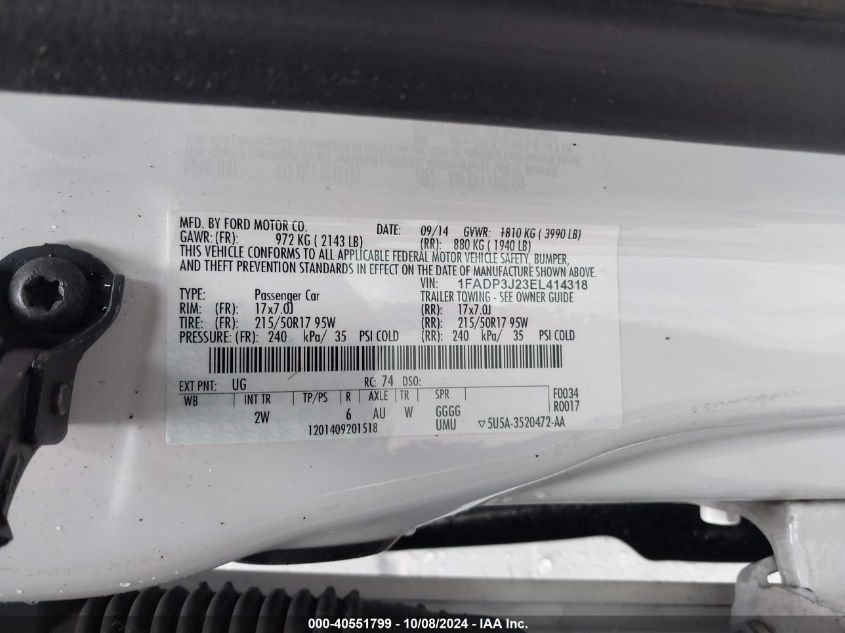 MFD. BY FORD MOTOR CO. DATE: 09/14 GVWR: 1810 KG ( 3990 LB)
GAWR: (FR): 972 KG ( 2143 LB) (RR): 880 KG ( 1940 LB)
THIS VEHICLE CONFORMS TO ALL APPLICABLE FEDERAL MOTOR VEHICLE SAFETY, BUMPER,
AND THEFT PREVENTION STANDARDS IN EFFECT ON THE DATE OF MANUFACTURE SHOWN ABOVE.
VIN: 1FADP3J23EL414318
TYPE: Passenger Car TRAILER TOWING - SEE OWNER GUIDE
RIM: (FR): 17x7.0J (RR): 17x7.0J
TIRE: (FR): 215/50R17 95W (RR): 215/50R17 95W
PRESSURE: (FR): 240 kPa/ 35 PSI COLD (RR): 240 kPa/ 35 PSI COLD
EXT PNT: UG RC: 74 DSO: F0034
WB INT TR TP/PS R AXLE TR SPR R0017
2W 6 AU W GGGG
1201409201518 UMU ▽5U5A-3520472-AA
000-40551799 - 10/08/2024 - IAA Inc.